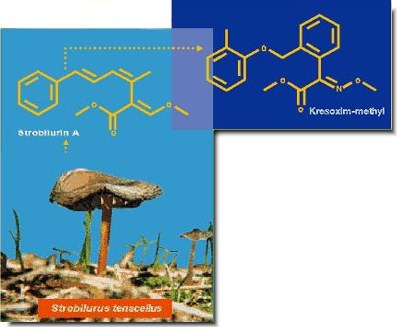 Kresoxim-methyl
Strobilurin A
Strobilurus tenacellus